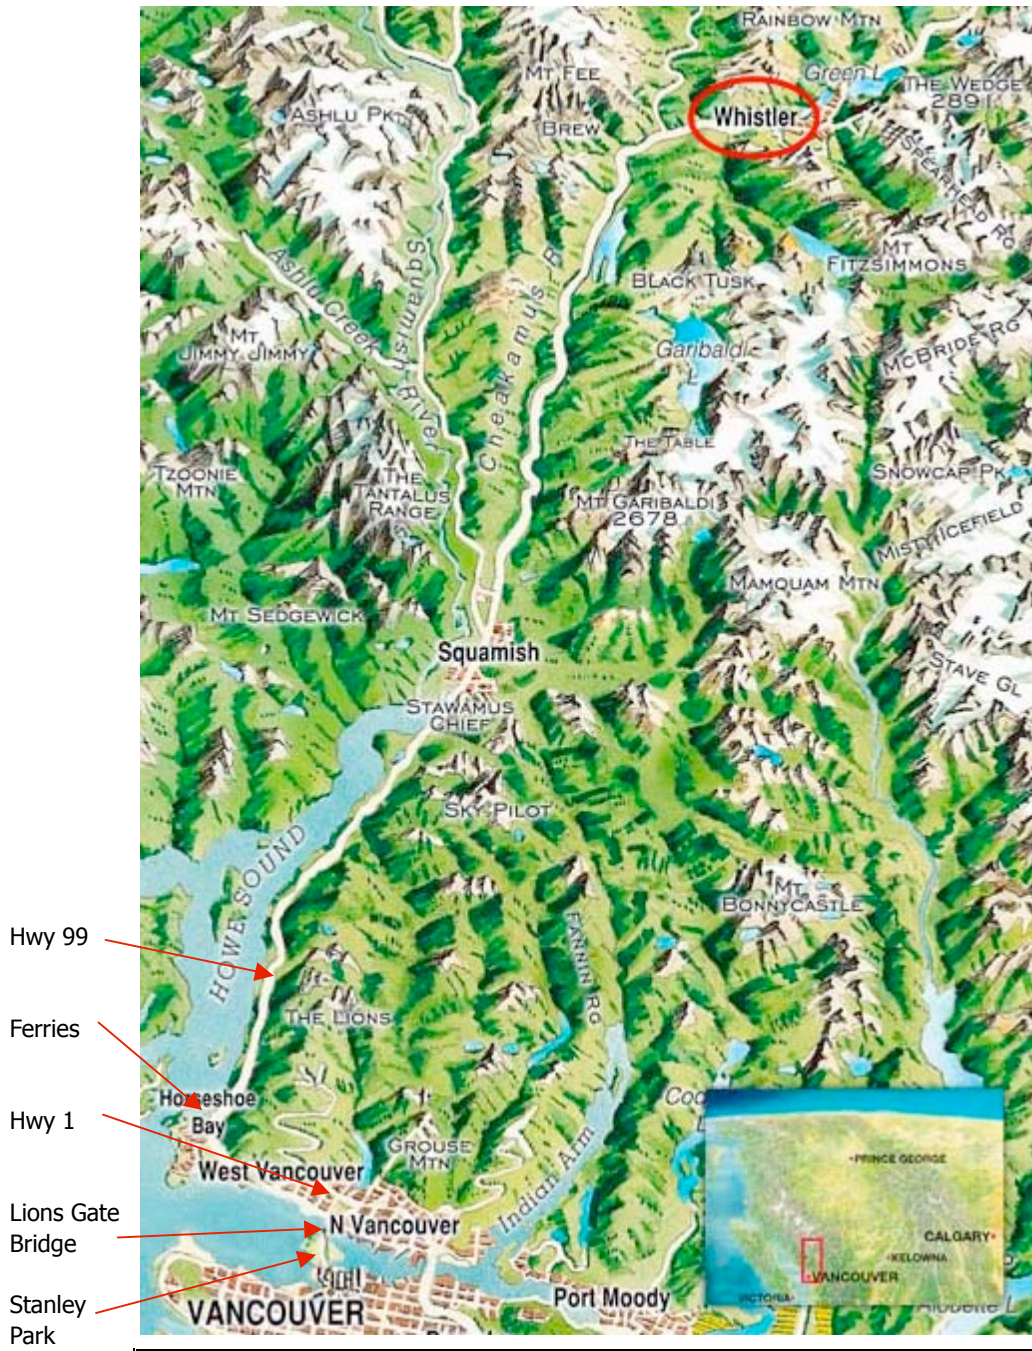 RAINBOW MTN
MT FEE
Green L
THE WEDGE
2891
ASHLU PK
BREW
Whistler
SPEARHEAD
RG
Ashlu Creek
Squamish River
Cheakamus R
BLACK TUSK
MT
FITZSIMMONS
MT
JIMMY JIMMY
Garibaldi
L
MCBRIDE RG
THE TABLE
TZOONIE
MTN
THE
TANTALUS
RANGE
SNOWCAP PK
MT GARIBALDI
2678
MISTY ICEFIELD
MAMQUAM MTN
MT SEDGEWICK
Squamish
STAVE GL
STAWAMUS
CHIEF
SKY PILOT
HOWE SOUND
MT
BONNYCASTLE
FANNIN RG
Hwy 99
THE LIONS
Ferries
Horseshoe
Bay
Hwy 1
GROUSE
MTN
West Vancouver
Indian Arm
PRINCE GEORGE
Lions Gate
Bridge
N Vancouver
CALGARY
KELOWNA
VANCOUVER
VICTORIA
Port Moody
Stanley
Park
VANCOUVER